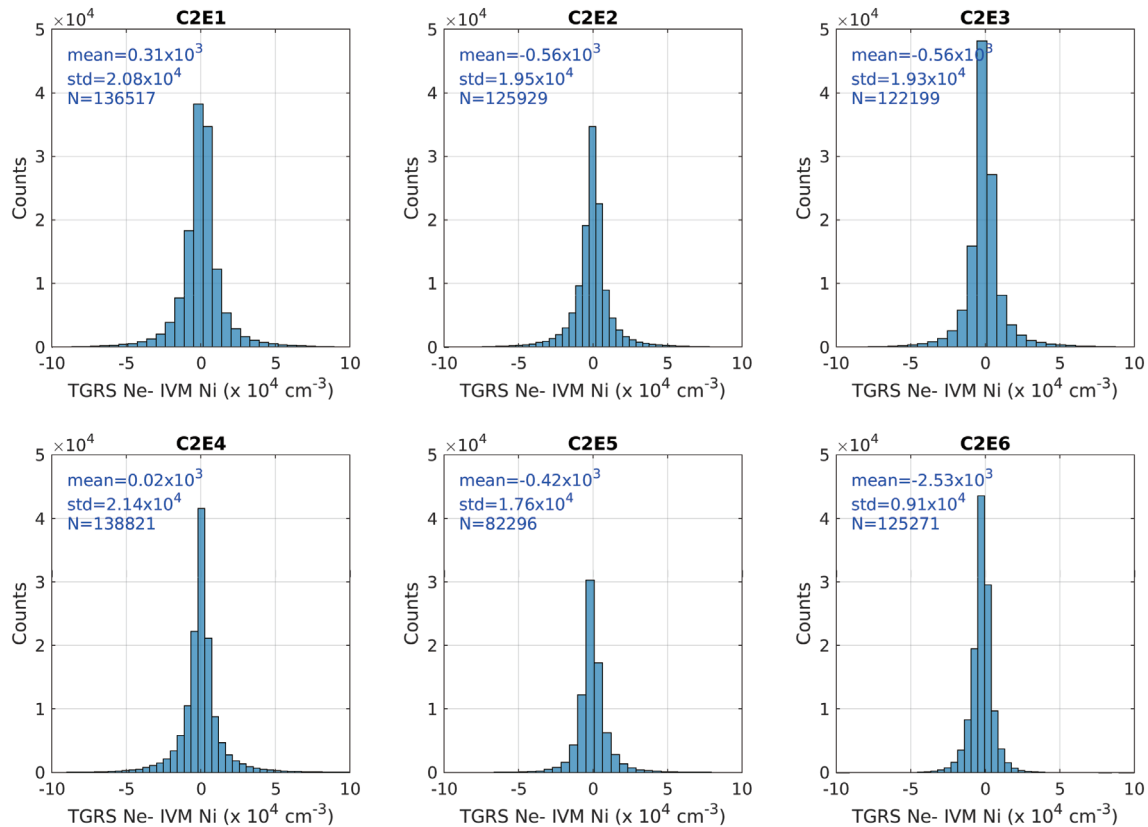 C2E1
×10^4
mean=0.31x10^3
std=2.08x10^4
N=136517
5
4
3
2
1
0
Counts
-10 -5 0 5 10
TGRS Ne- IVM Ni (x 10^4 cm^-3)
C2E2
×10^4
mean=-0.56x10^3
std=1.95x10^4
N=125929
5
4
3
2
1
0
Counts
-10 -5 0 5 10
TGRS Ne- IVM Ni (x 10^4 cm^-3)
C2E3
×10^4
mean=-0.56x10^3
std=1.93x10^4
N=122199
5
4
3
2
1
0
Counts
-10 -5 0 5 10
TGRS Ne- IVM Ni (x 10^4 cm^-3)
C2E4
×10^4
mean=0.02x10^3
std=2.14x10^4
N=138821
5
4
3
2
1
0
Counts
-10 -5 0 5 10
TGRS Ne- IVM Ni (x 10^4 cm^-3)
C2E5
×10^4
mean=-0.42x10^3
std=1.76x10^4
N=82296
5
4
3
2
1
0
Counts
-10 -5 0 5 10
TGRS Ne- IVM Ni (x 10^4 cm^-3)
C2E6
×10^4
mean=-2.53x10^3
std=0.91x10^4
N=125271
5
4
3
2
1
0
Counts
-10 -5 0 5 10
TGRS Ne- IVM Ni (x 10^4 cm^-3)